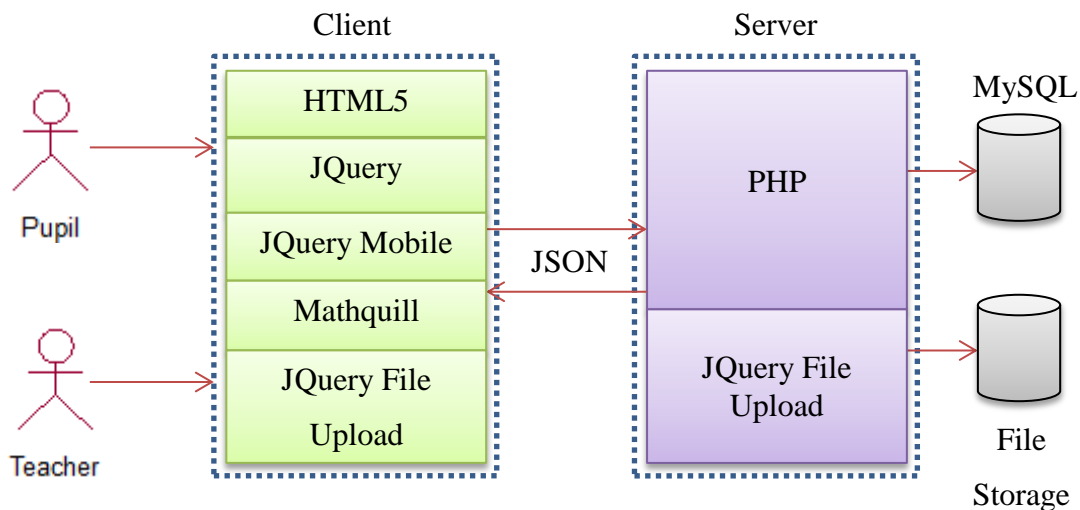 Client
Server
HTML5
JQuery
JQuery Mobile
Mathquill
JQuery File
Upload
Pupil
Teacher
JSON
PHP
JQuery File
Upload
MySQL
File
Storage